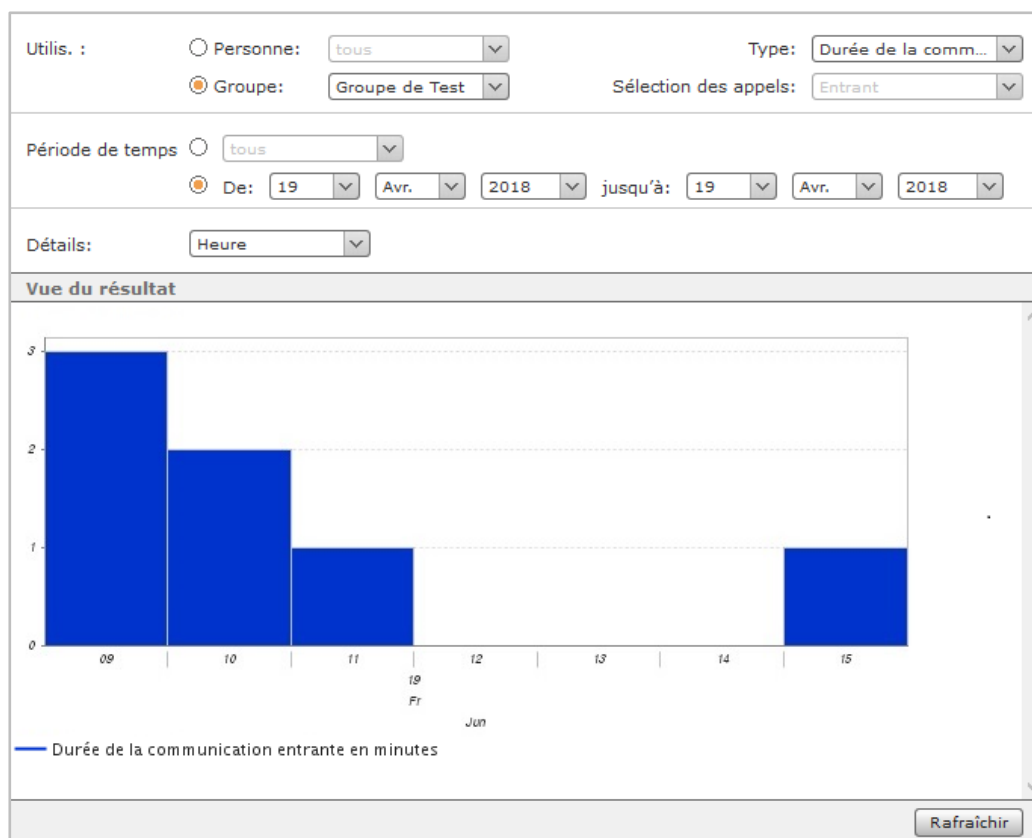 Utilis. : Personne: tous Type: Durée de la comm...
Groupe: Groupe de Test Sélection des appels: Entrant
Période de temps tous
De: 19 Avr. 2018 jusqu'à: 19 Avr. 2018
Détails: Heure
Vue du résultat
3
2
1
0
09 10 11 12 13 14 15
19
Fr
Jun
Durée de la communication entrante en minutes
Rafraîchir